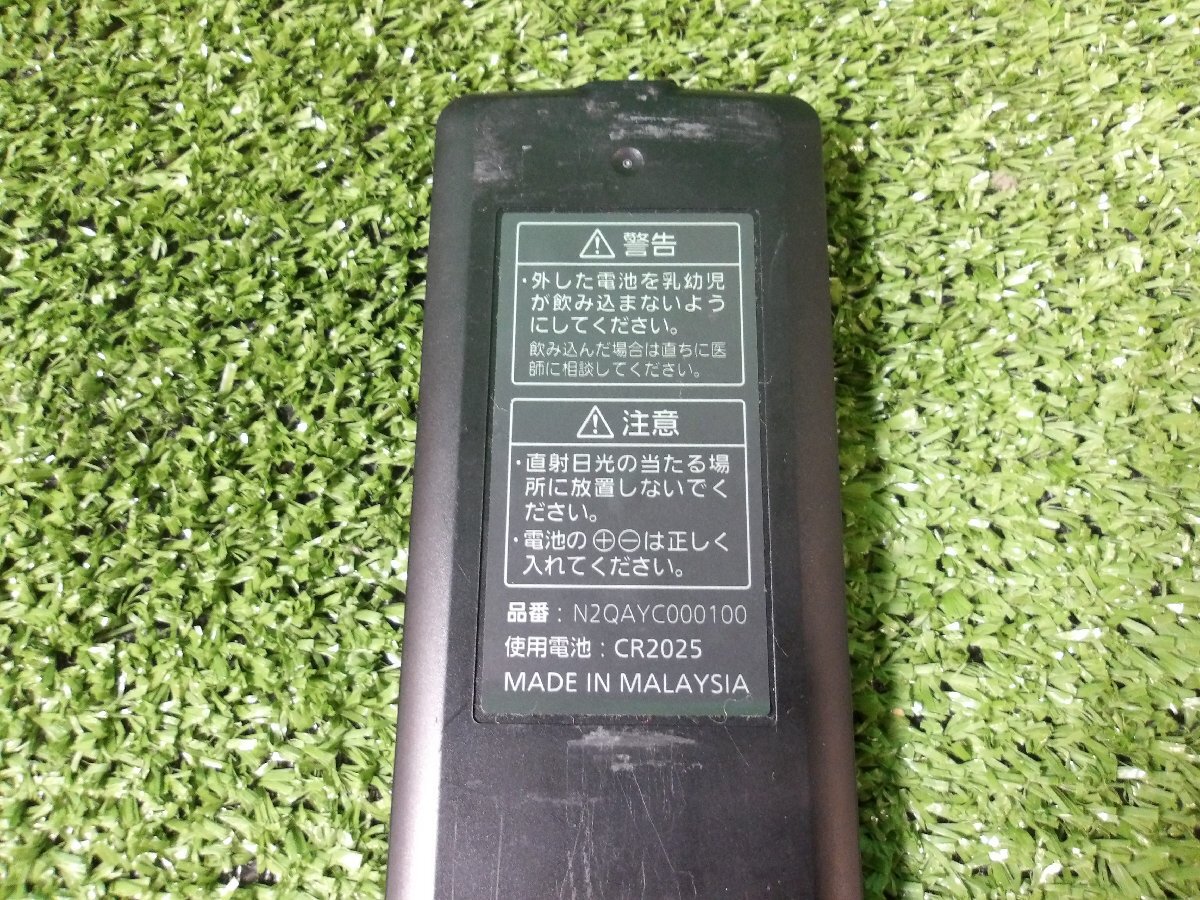 ⚠ 警告
・外した電池を乳幼児
が飲み込まないよう
にしてください。
飲み込んだ場合は直ちに医
師に相談してください。
⚠ 注意
・直射日光の当たる場
所に放置しないでく
ださい。
・電池の⊕⊖は正しく
入れてください。
品番：N2QAYC000100
使用電池：CR2025
MADE IN MALAYSIA